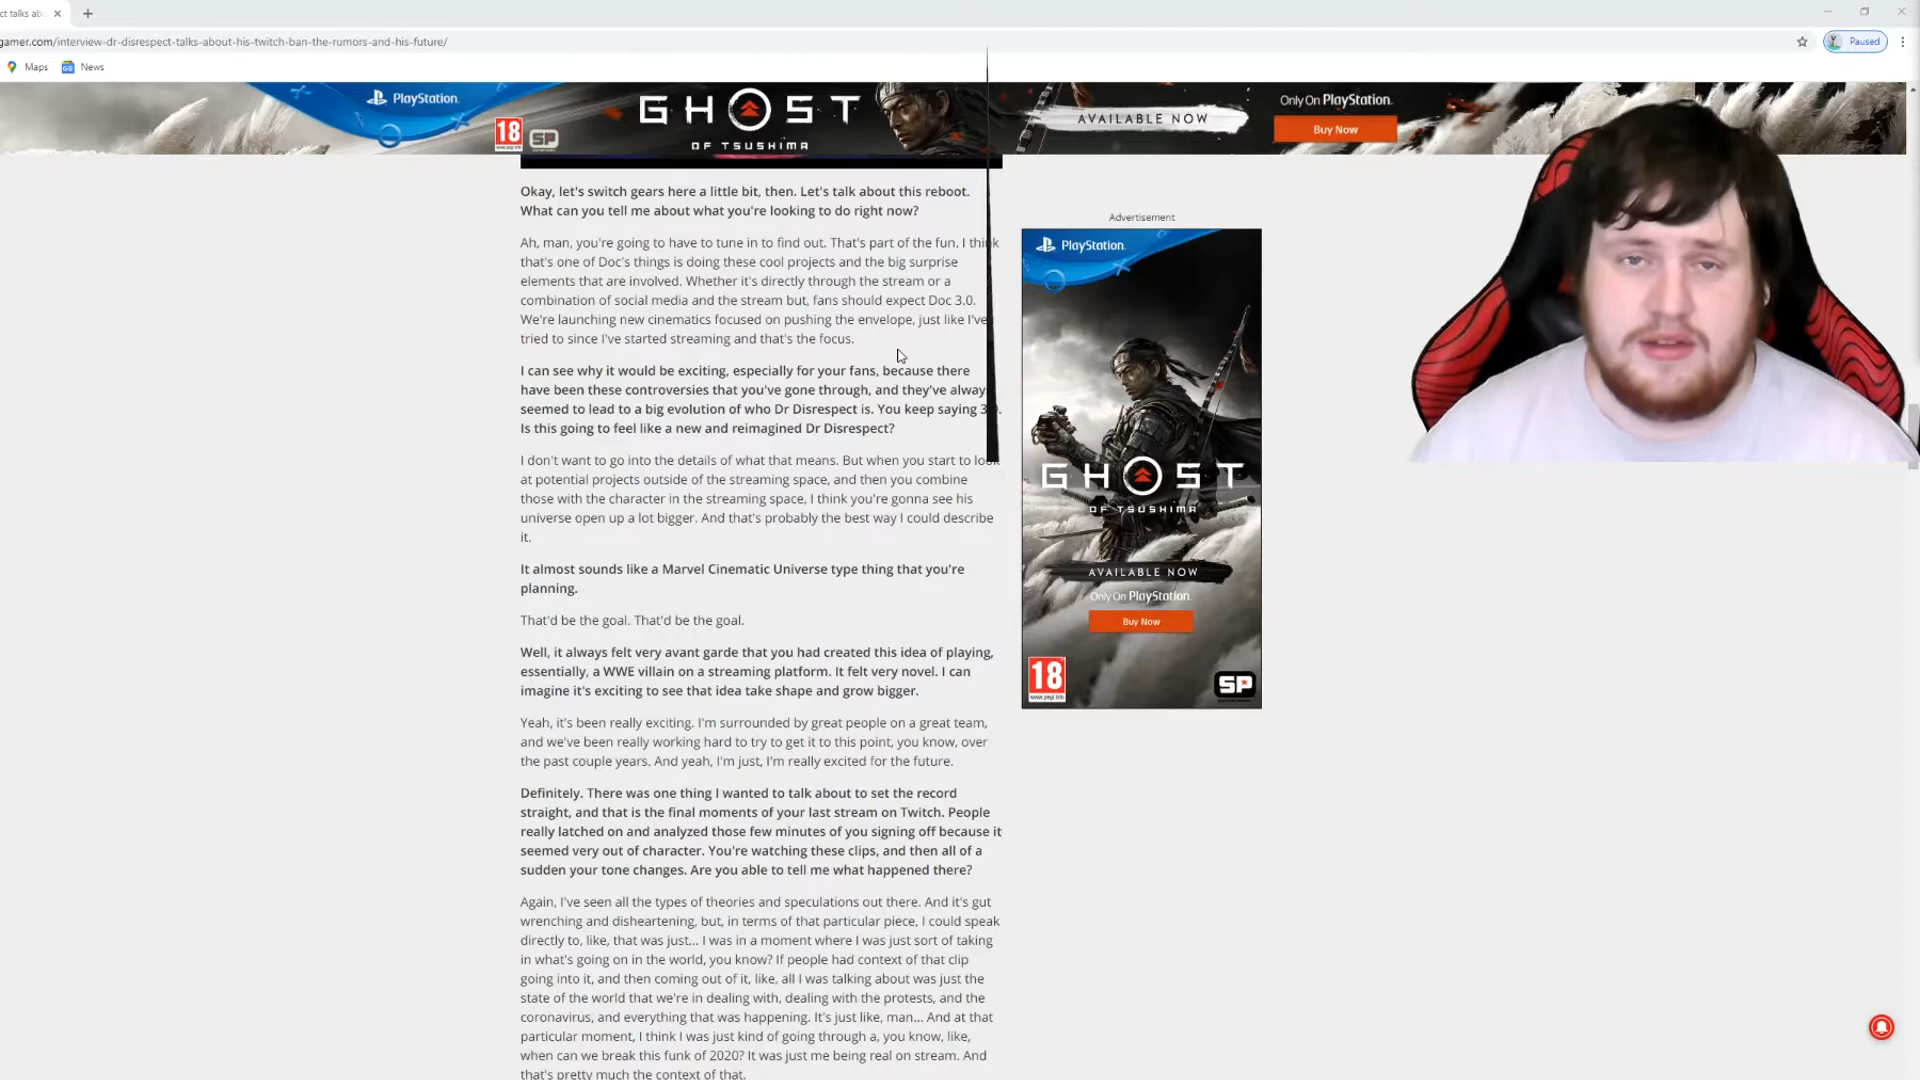 ct talks ab
gamer.com/interview-dr-disrespect-talks-about-his-twitch-ban-the-rumors-and-his-future/
Paused
Maps
News
PlayStation.
18
SP
GHOST
OF TSUSHIMA
AVAILABLE NOW
Only On PlayStation.
Buy Now
Okay, let's switch gears here a little bit, then. Let's talk about this reboot.
What can you tell me about what you're looking to do right now?
Ah, man, you're going to have to tune in to find out. That's part of the fun. I think
that's one of Doc's things is doing these cool projects and the big surprise
elements that are involved. Whether it's directly through the stream or a
combination of social media and the stream but, fans should expect Doc 3.0.
We're launching new cinematics focused on pushing the envelope, just like I've
tried to since I've started streaming and that's the focus.
I can see why it would be exciting, especially for your fans, because there
have been these controversies that you've gone through, and they've alway
seemed to lead to a big evolution of who Dr Disrespect is. You keep saying 3.0.
Is this going to feel like a new and reimagined Dr Disrespect?
I don't want to go into the details of what that means. But when you start to look
at potential projects outside of the streaming space, and then you combine
those with the character in the streaming space, I think you're gonna see his
universe open up a lot bigger. And that's probably the best way I could describe
it.
It almost sounds like a Marvel Cinematic Universe type thing that you're
planning.
That'd be the goal. That'd be the goal.
Well, it always felt very avant garde that you had created this idea of playing,
essentially, a WWE villain on a streaming platform. It felt very novel. I can
imagine it's exciting to see that idea take shape and grow bigger.
Yeah, it's been really exciting. I'm surrounded by great people on a great team,
and we've been really working hard to try to get it to this point, you know, over
the past couple years. And yeah, I'm just, I'm really excited for the future.
Definitely. There was one thing I wanted to talk about to set the record
straight, and that is the final moments of your last stream on Twitch. People
really latched on and analyzed those few minutes of you signing off because it
seemed very out of character. You're watching these clips, and then all of a
sudden your tone changes. Are you able to tell me what happened there?
Again, I've seen all the types of theories and speculations out there. And it's gut
wrenching and disheartening, but, in terms of that particular piece, I could speak
directly to, like, that was just... I was in a moment where I was just sort of taking
in what's going on in the world, you know? If people had context of that clip
going into it, and then coming out of it, like, all I was talking about was just the
state of the world that we're in dealing with, dealing with the protests, and the
coronavirus, and everything that was happening. It's just like, man... And at that
particular moment, I think I was just kind of going through a, you know, like,
when can we break this funk of 2020? It was just me being real on stream. And
that's pretty much the context of that.
Advertisement
PlayStation.
GHOST
OF TSUSHIMA
AVAILABLE NOW
Only On PlayStation.
Buy Now
18
SP